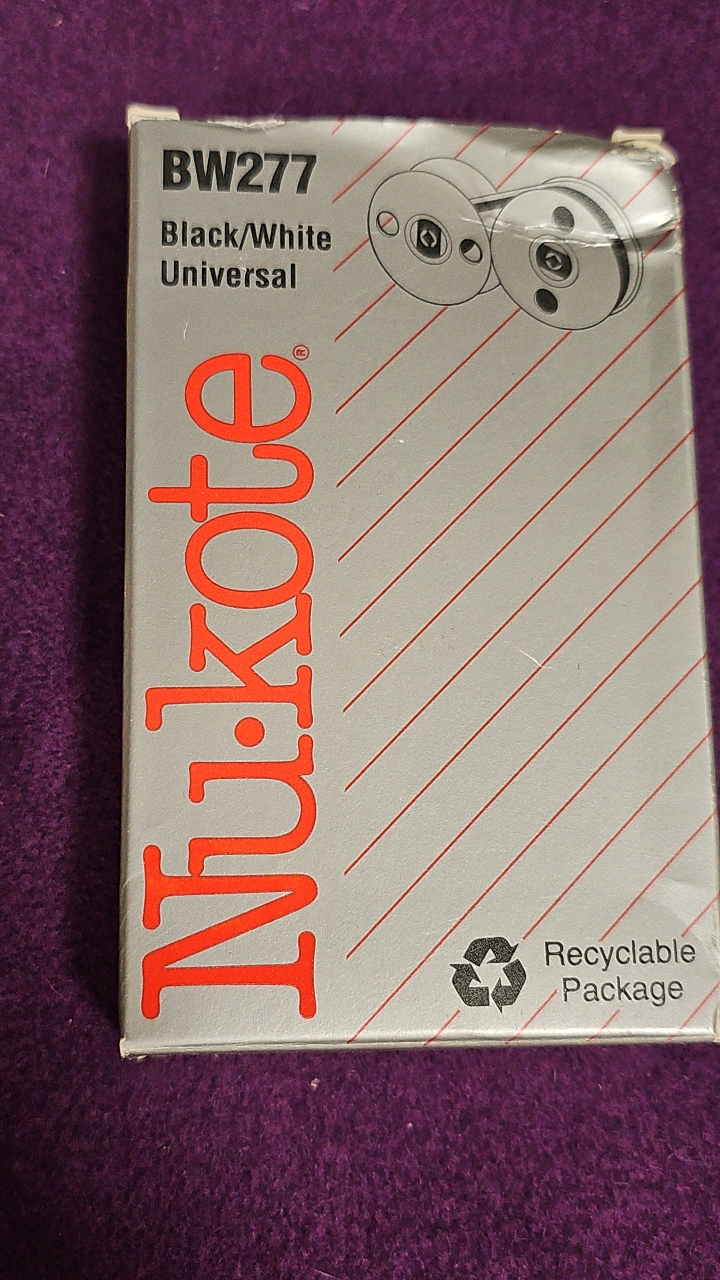 BW277
Black/White
Universal
Nu·kote®
Recyclable
Package